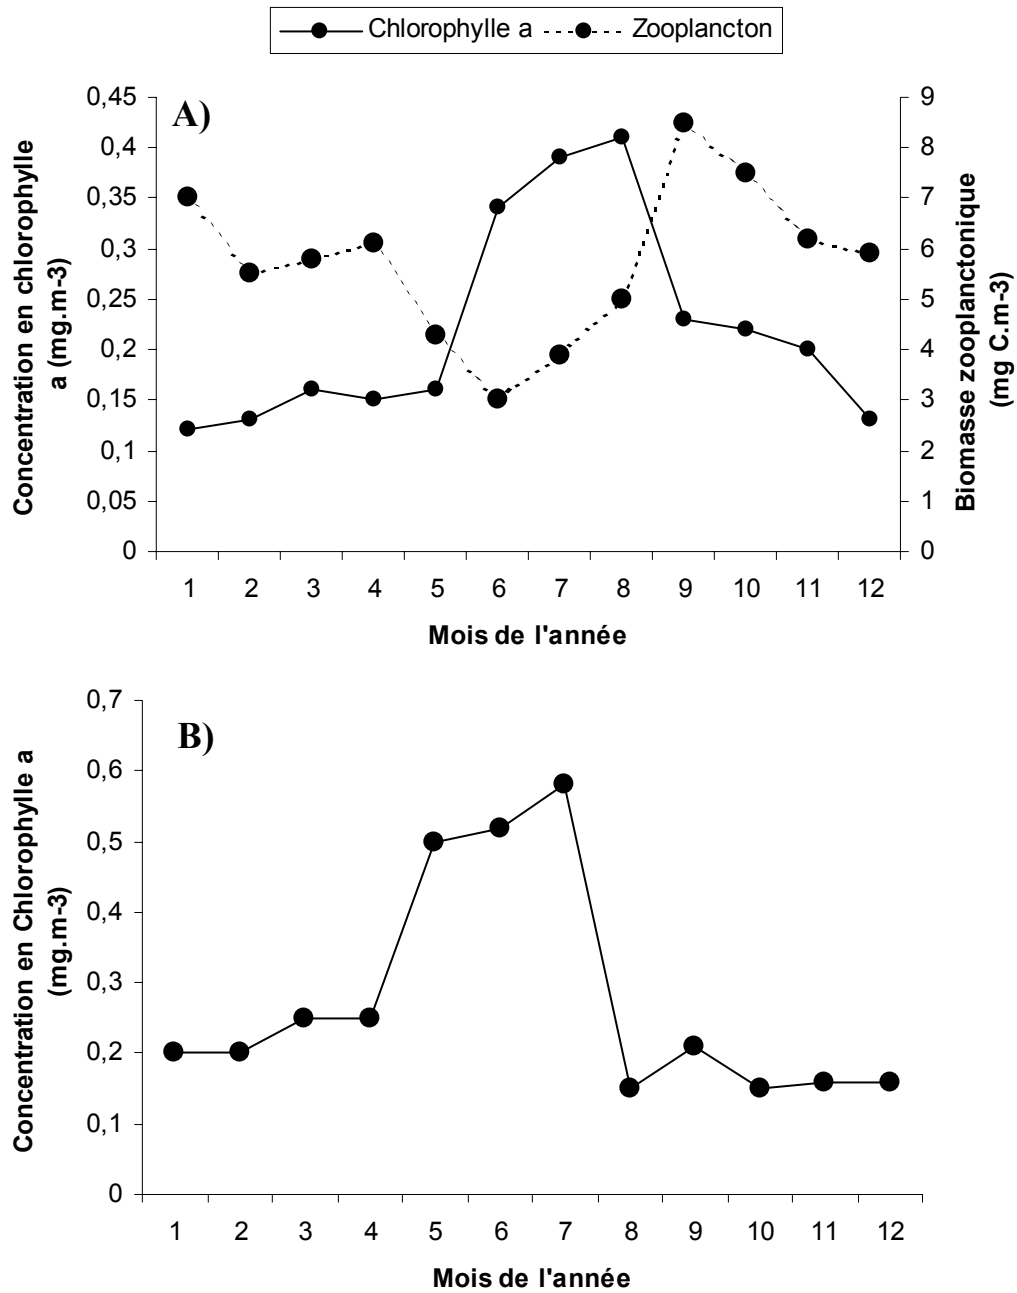 Chlorophylle a Zooplancton
A)
0,45
0,4
0,35
0,3
0,25
0,2
0,15
0,1
0,05
0
Concentration en chlorophylle
a (mg.m-3)
9
8
7
6
5
4
3
2
1
0
Biomasse zooplanctonique
(mg C.m-3)
1 2 3 4 5 6 7 8 9 10 11 12
Mois de l'année
B)
0,7
0,6
0,5
0,4
0,3
0,2
0,1
0
Concentration en Chlorophylle a
(mg.m-3)
1 2 3 4 5 6 7 8 9 10 11 12
Mois de l'année